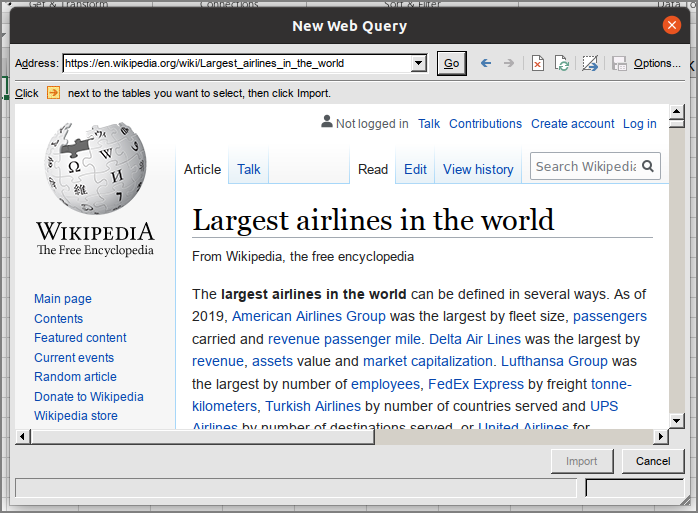 Get & Transform
Connections
Sort & Filter
Data To
New Web Query
Address: https://en.wikipedia.org/wiki/Largest_airlines_in_the_world Go Options...
Click next to the tables you want to select, then click Import.
Not logged in Talk Contributions Create account Log in
Article Talk Read Edit View history Search Wikipedia
WIKIPEDIA
The Free Encyclopedia
Largest airlines in the world
From Wikipedia, the free encyclopedia
Main page
Contents
Featured content
Current events
Random article
Donate to Wikipedia
Wikipedia store
The largest airlines in the world can be defined in several ways. As of
2019, American Airlines Group was the largest by fleet size, passengers
carried and revenue passenger mile. Delta Air Lines was the largest by
revenue, assets value and market capitalization. Lufthansa Group was
the largest by number of employees, FedEx Express by freight tonne-
kilometers, Turkish Airlines by number of countries served and UPS
Airlines by number of destinations served, or United Airlines for
Import Cancel